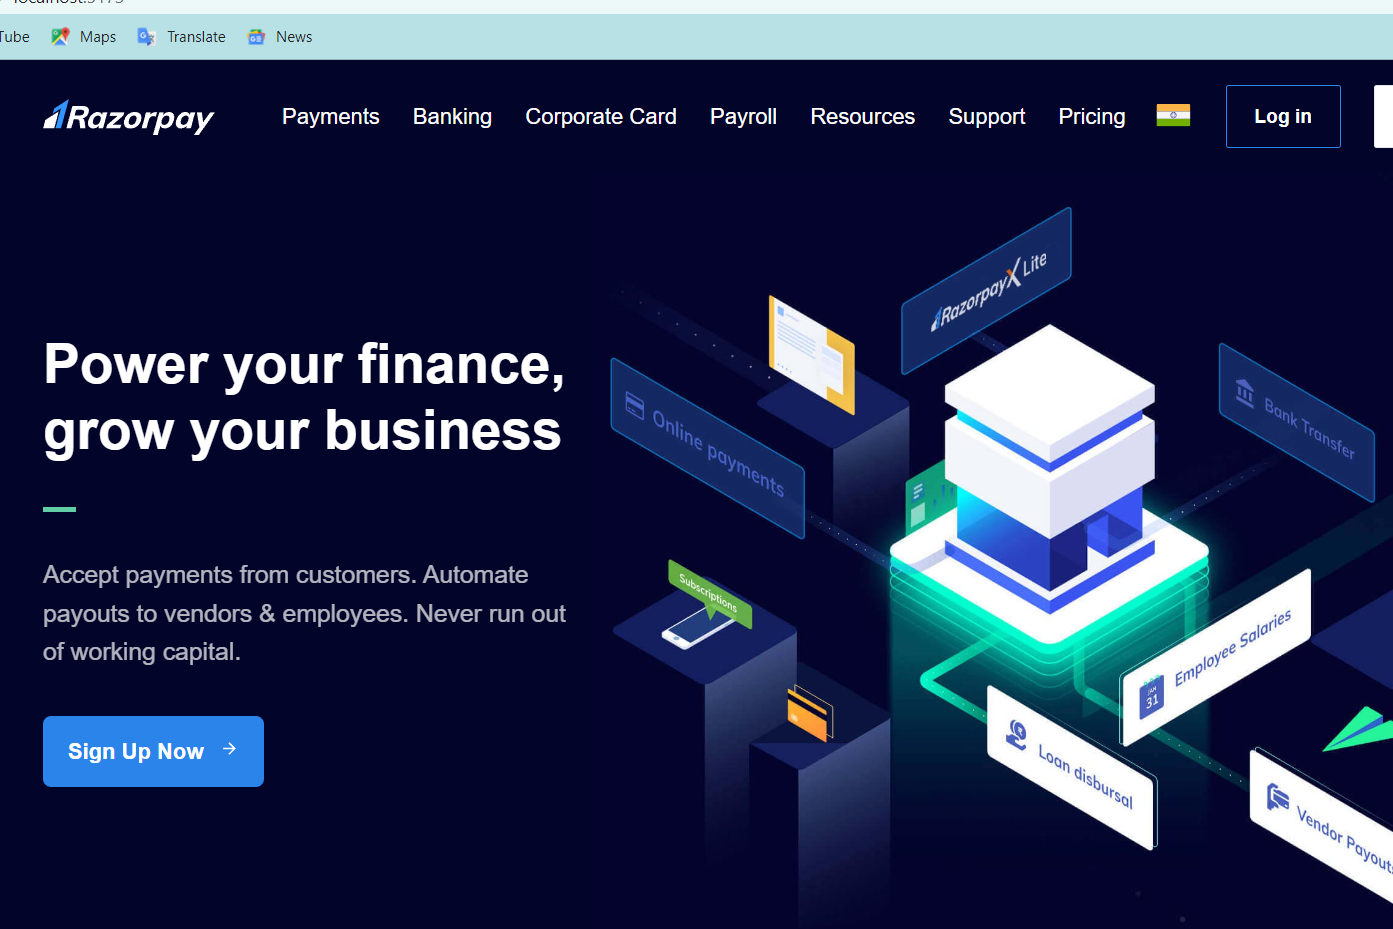 Maps
Translate
News
Razorpay
Payments
Banking
Corporate Card
Payroll
Resources
Support
Pricing
Log in
RazorpayX Lite
Power your finance,
grow your business
Online payments
Bank Transfer
Accept payments from customers. Automate
payouts to vendors & employees. Never run out
of working capital.
Subscriptions
Employee Salaries
JAN
31
Loan disbursal
Vendor Payouts
Sign Up Now